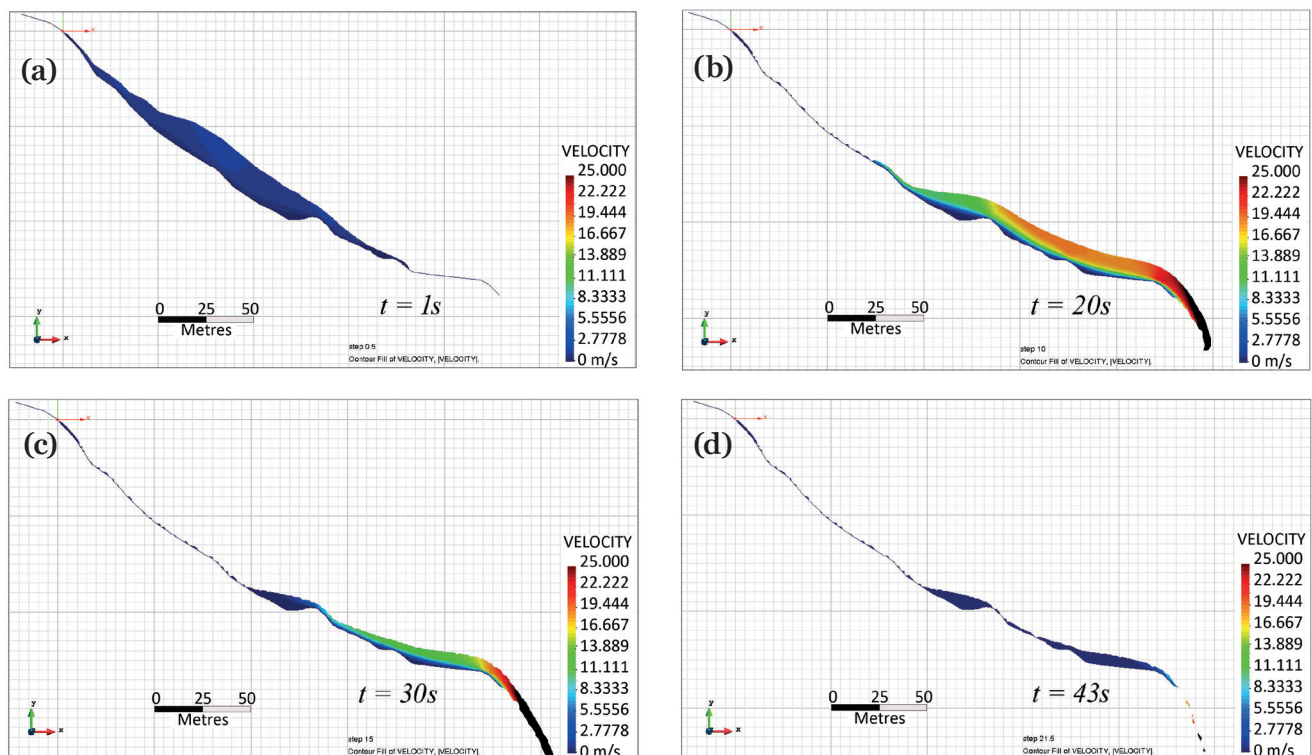 (a)
x
VELOCITY
25.000
22.222
19.444
16.667
13.889
11.111
8.3333
5.5556
2.7778
0 m/s
0 25 50
Metres
t = 1s
y
x
step 0.5
Contour Fill of VELOCITY, |VELOCITY|.
(b)
x
VELOCITY
25.000
22.222
19.444
16.667
13.889
11.111
8.3333
5.5556
2.7778
0 m/s
0 25 50
Metres
t = 20s
y
x
step 10
Contour Fill of VELOCITY, |VELOCITY|.
(c)
x
VELOCITY
25.000
22.222
19.444
16.667
13.889
11.111
8.3333
5.5556
2.7778
0 m/s
0 25 50
Metres
t = 30s
y
x
step 15
Contour Fill of VELOCITY, |VELOCITY|.
(d)
x
VELOCITY
25.000
22.222
19.444
16.667
13.889
11.111
8.3333
5.5556
2.7778
0 m/s
0 25 50
Metres
t = 43s
y
x
step 21.5
Contour Fill of VELOCITY, |VELOCITY|.